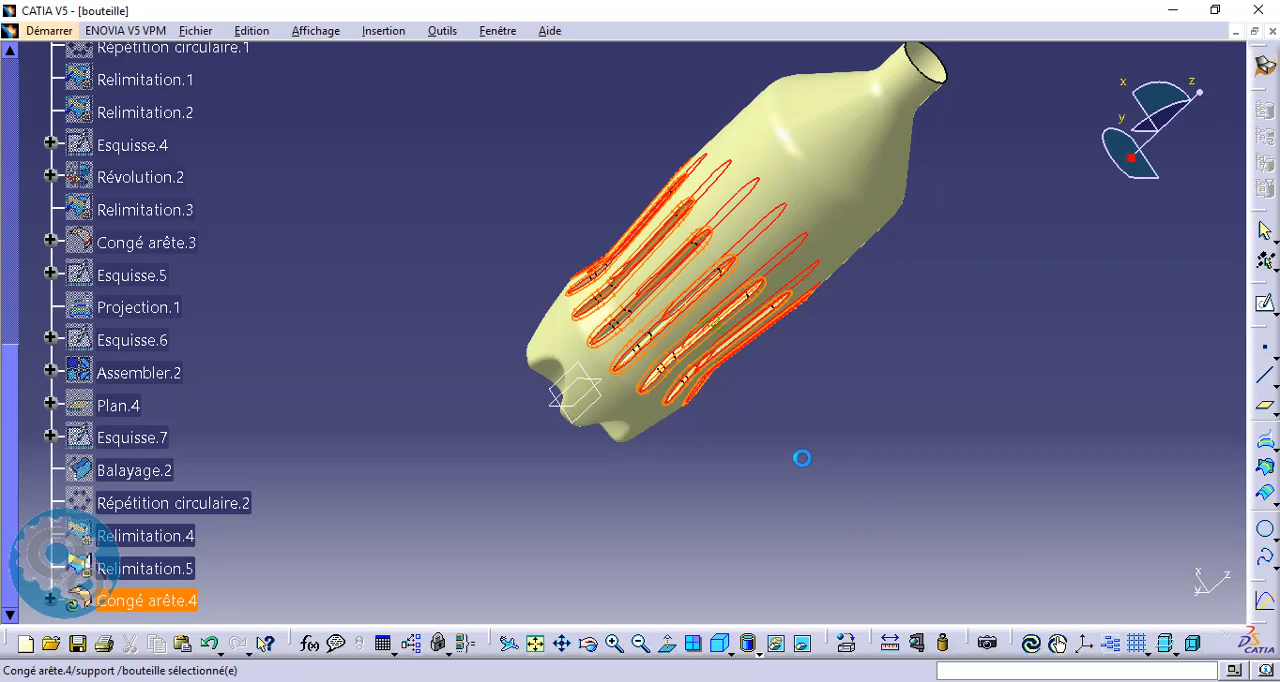 CATIA V5 - [bouteille]
Démarrer ENOVIA V5 VPM Fichier Edition Affichage Insertion Outils Fenêtre Aide
Répétition circulaire.1
Relimitation.1
Relimitation.2
Esquisse.4
Révolution.2
Relimitation.3
Congé arête.3
Esquisse.5
Projection.1
Esquisse.6
Assembler.2
Plan.4
Esquisse.7
Balayage.2
Répétition circulaire.2
Relimitation.4
Relimitation.5
Congé arête.4
x z
y
x z
y
f(x)
CATIA
Congé arête.4/support /bouteille sélectionné(e)